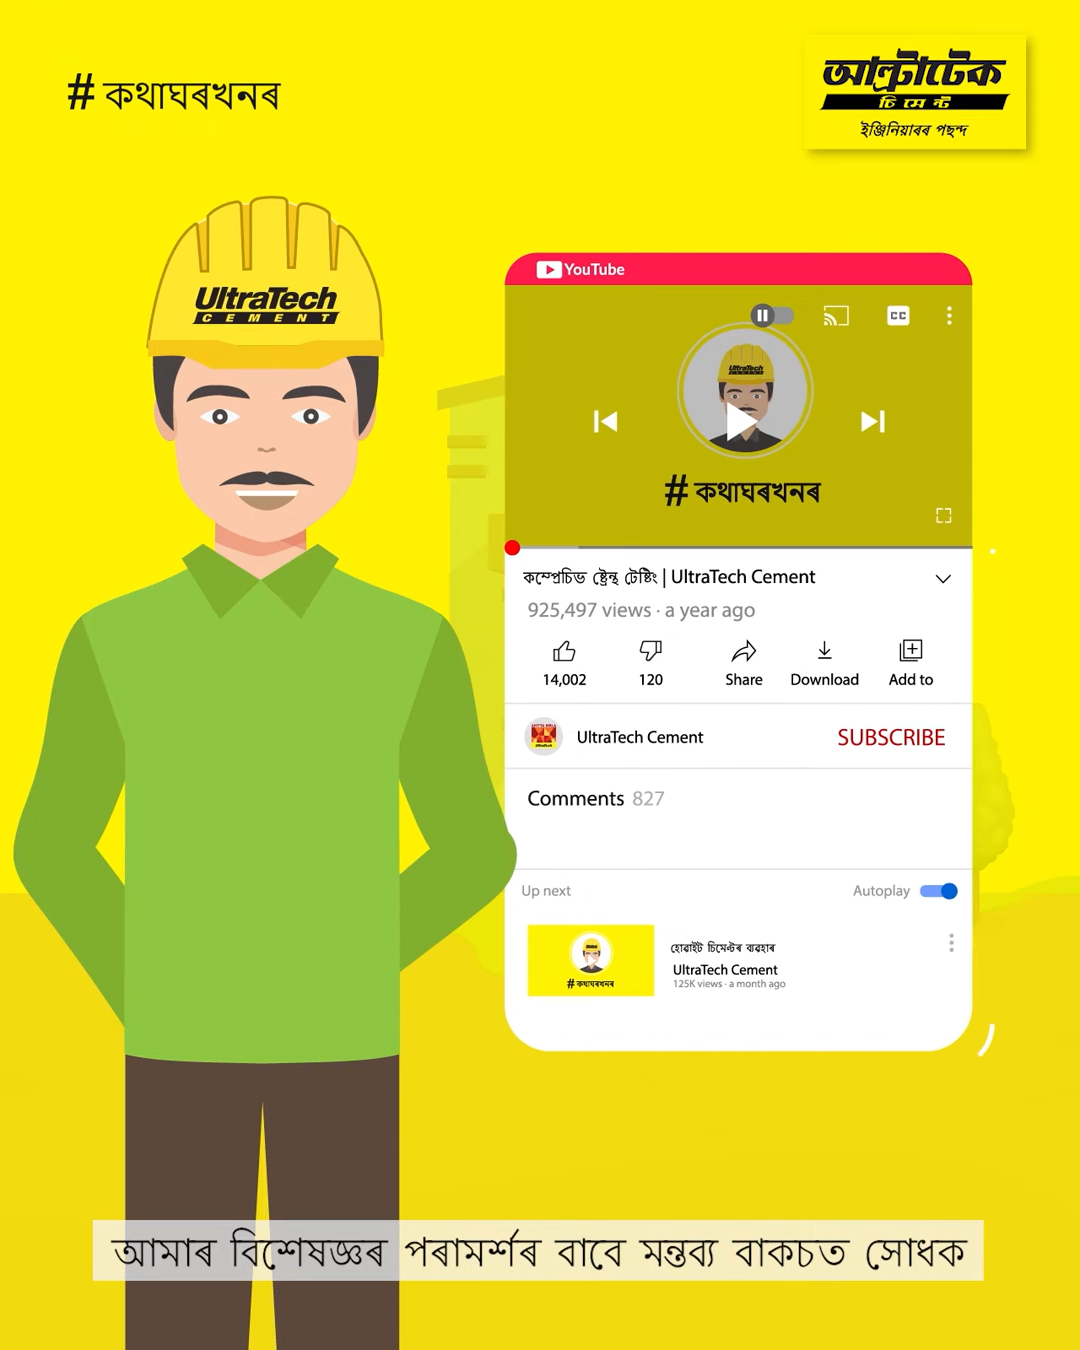 # কথাঘৰখনৰ
আল্ট্ৰাটেক
চিমেন্ট
ইঞ্জিনিয়াৰৰ পছন্দ
UltraTech
CEMENT
YouTube
CC
UltraTech
# কথাঘৰখনৰ
কম্প্ৰেচিভ ষ্ট্ৰেন্থ টেষ্টিং | UltraTech Cement
925,497 views · a year ago
14,002
120
Share
Download
Add to
UltraTech Cement
SUBSCRIBE
Comments 827
Up next
Autoplay
# কথাঘৰখনৰ
হোৱাইট চিমেণ্টৰ ব্যৱহাৰ
UltraTech Cement
125K views · a month ago
আমাৰ বিশেষজ্ঞৰ পৰামৰ্শৰ বাবে মন্তব্য বাকচত সোধক